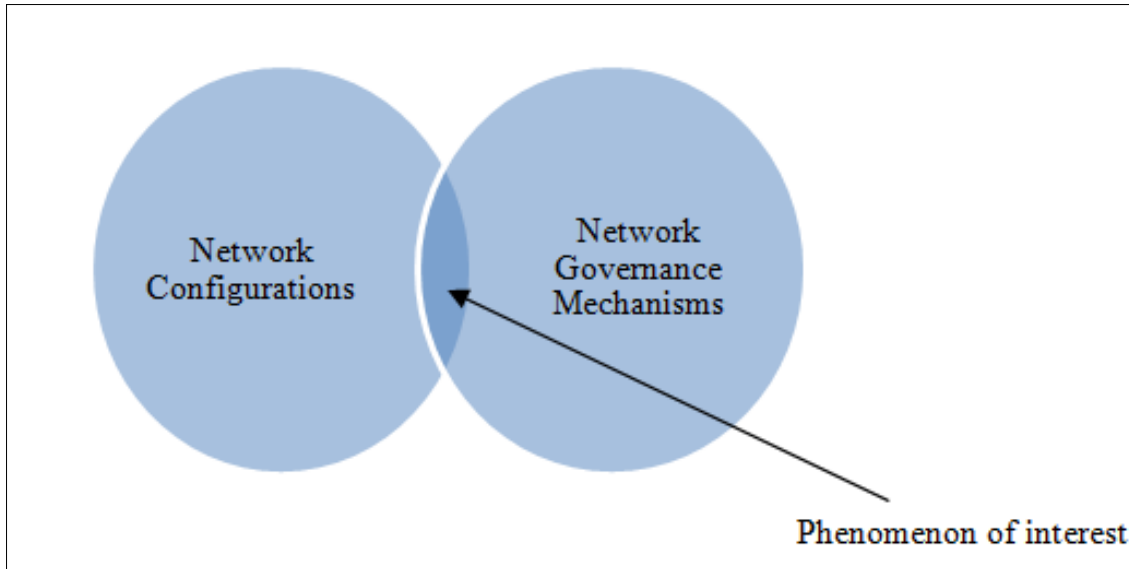 Network
Configurations
Network
Governance
Mechanisms
Phenomenon of interest